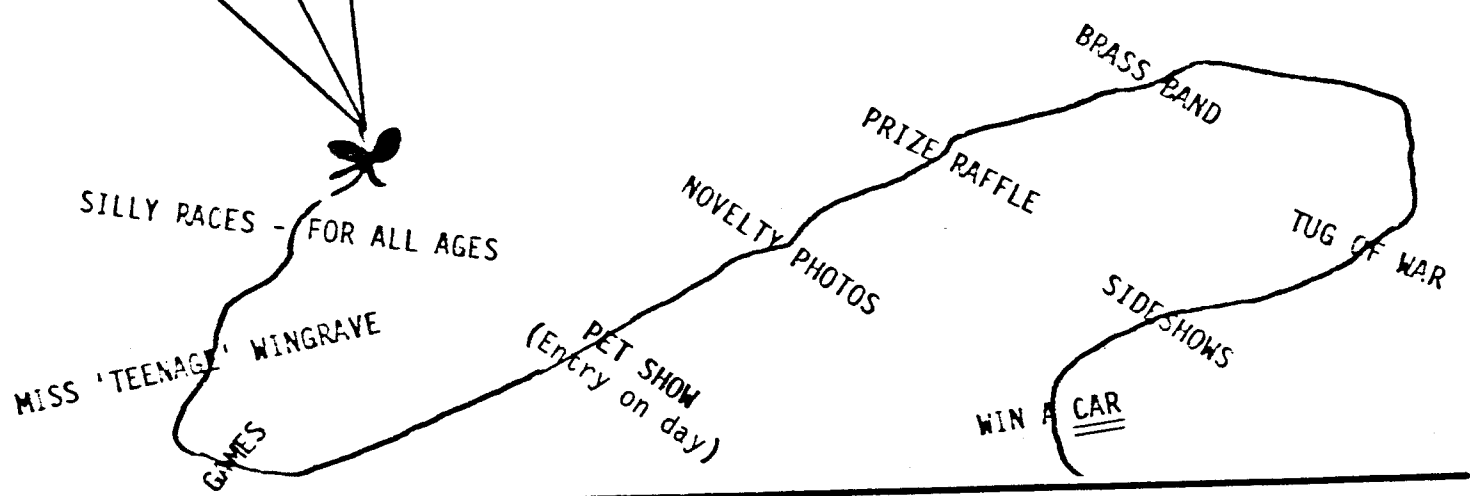 SILLY RACES - FOR ALL AGES
MISS 'TEENAGE' WINGRAVE
GAMES
PET SHOW
(Entry on day)
NOVELTY PHOTOS
PRIZE RAFFLE
BRASS BAND
TUG OF WAR
SIDESHOWS
WIN A CAR